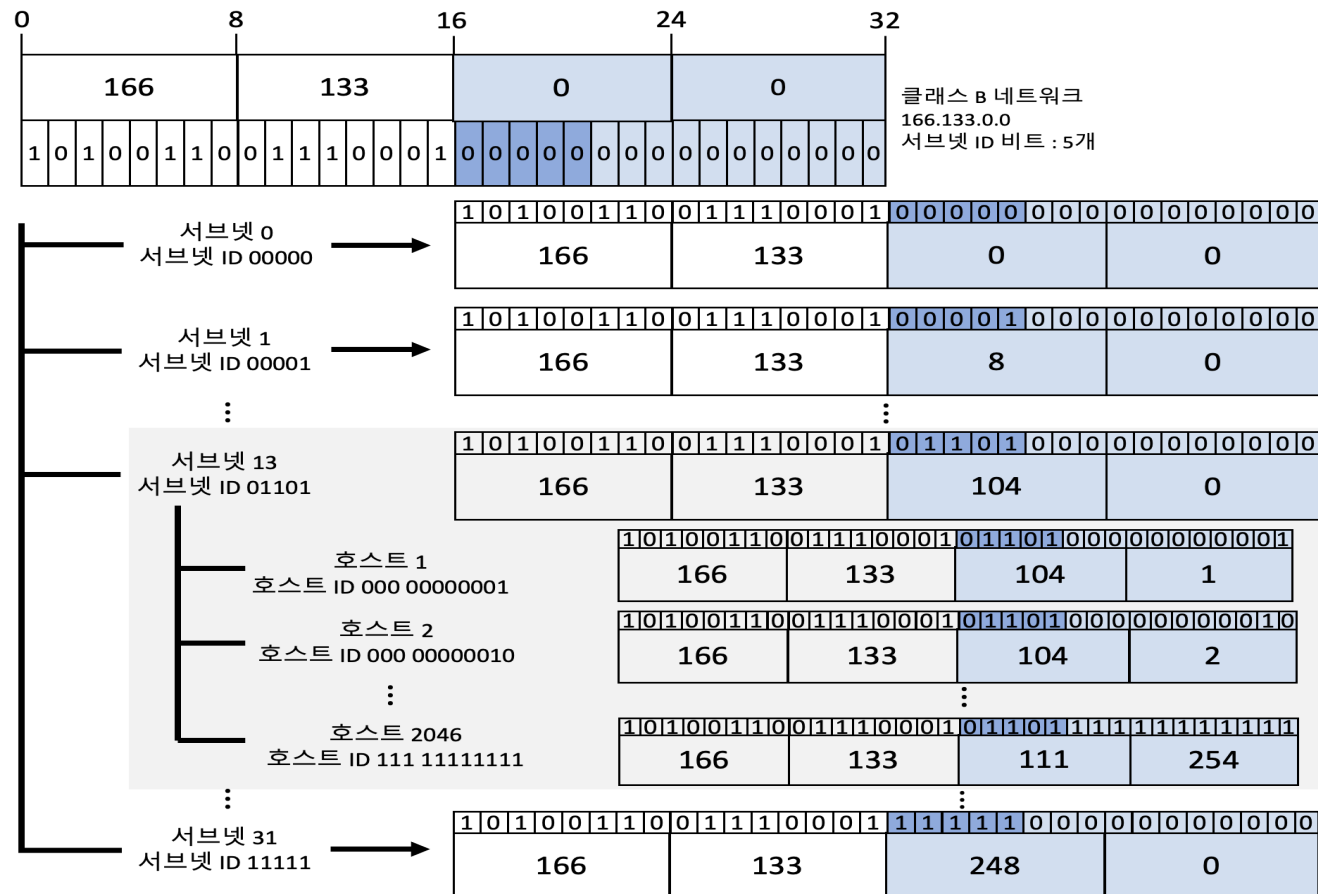 0 8 16 24 32
166 133 0 0
클래스 B 네트워크
166.133.0.0
서브넷 ID 비트 : 5개
1 0 1 0 0 1 1 0 0 1 1 1 0 0 0 1 0 0 0 0 0 0 0 0 0 0 0 0 0 0 0 0
서브넷 0
서브넷 ID 00000
1 0 1 0 0 1 1 0 0 1 1 1 0 0 0 1 0 0 0 0 0 0 0 0 0 0 0 0 0 0 0 0
166 133 0 0
서브넷 1
서브넷 ID 00001
1 0 1 0 0 1 1 0 0 1 1 1 0 0 0 1 0 0 0 0 1 0 0 0 0 0 0 0 0 0 0 0
166 133 8 0
⋮ ⋮
서브넷 13
서브넷 ID 01101
1 0 1 0 0 1 1 0 0 1 1 1 0 0 0 1 0 1 1 0 1 0 0 0 0 0 0 0 0 0 0 0
166 133 104 0
호스트 1
호스트 ID 000 00000001
1 0 1 0 0 1 1 0 0 1 1 1 0 0 0 1 0 1 1 0 1 0 0 0 0 0 0 0 0 0 0 1
166 133 104 1
호스트 2
호스트 ID 000 00000010
1 0 1 0 0 1 1 0 0 1 1 1 0 0 0 1 0 1 1 0 1 0 0 0 0 0 0 0 0 0 1 0
166 133 104 2
⋮ ⋮
호스트 2046
호스트 ID 111 11111111
1 0 1 0 0 1 1 0 0 1 1 1 0 0 0 1 0 1 1 0 1 1 1 1 1 1 1 1 1 1 1 1
166 133 111 254
⋮ ⋮
서브넷 31
서브넷 ID 11111
1 0 1 0 0 1 1 0 0 1 1 1 0 0 0 1 1 1 1 1 1 0 0 0 0 0 0 0 0 0 0 0
166 133 248 0